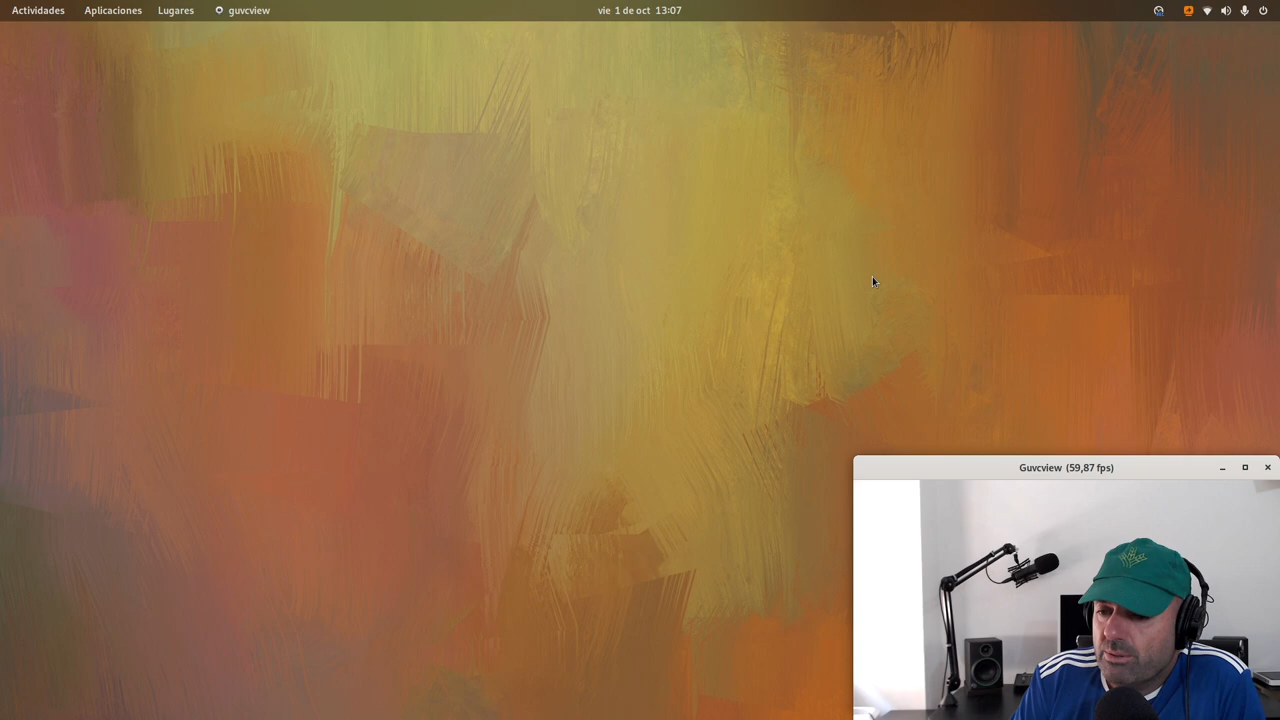 Actividades
Aplicaciones
Lugares
guvcview
vie 1 de oct 13:07
Guvcview (59,87 fps)